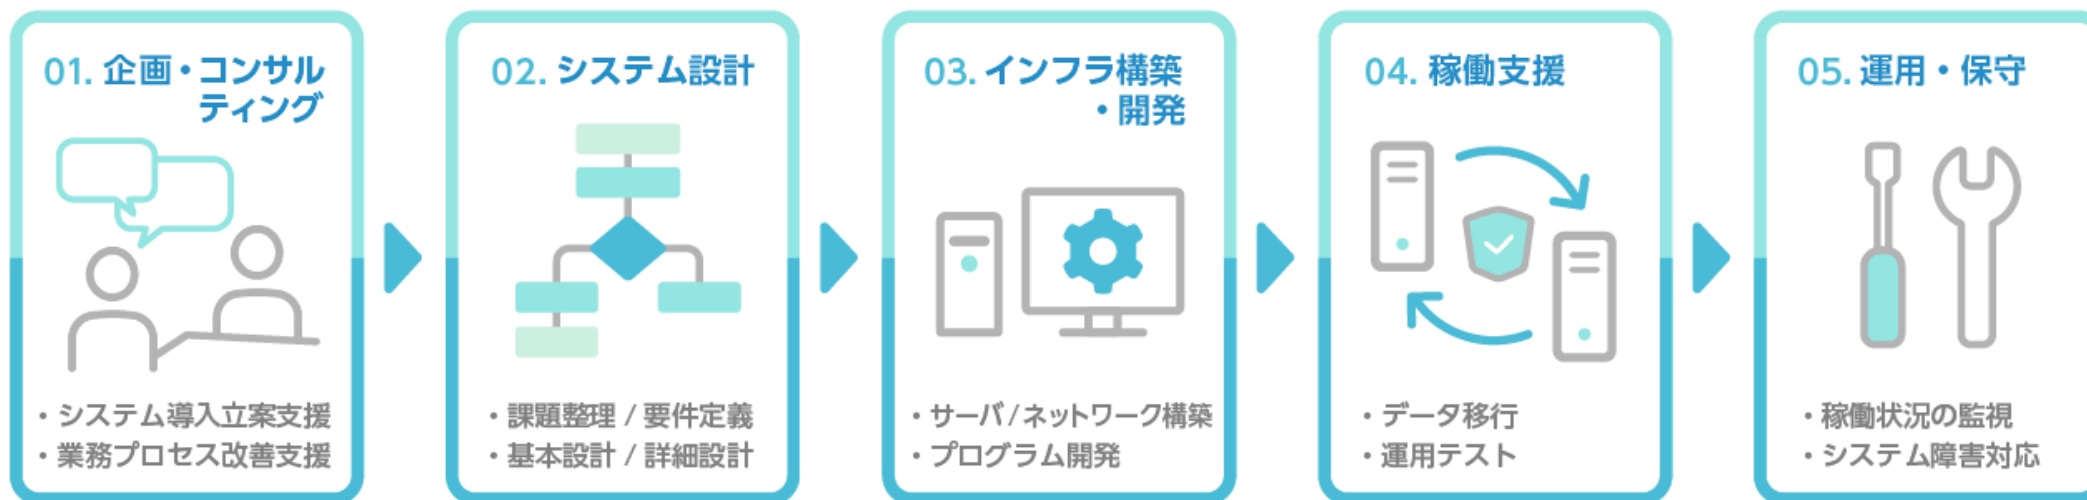 01. 企画・コンサル
ティング
・システム導入立案支援
・業務プロセス改善支援
02. システム設計
・課題整理 / 要件定義
・基本設計 / 詳細設計
03. インフラ構築
・開発
・サーバ/ネットワーク構築
・プログラム開発
04. 稼働支援
・データ移行
・運用テスト
05. 運用・保守
・稼働状況の監視
・システム障害対応